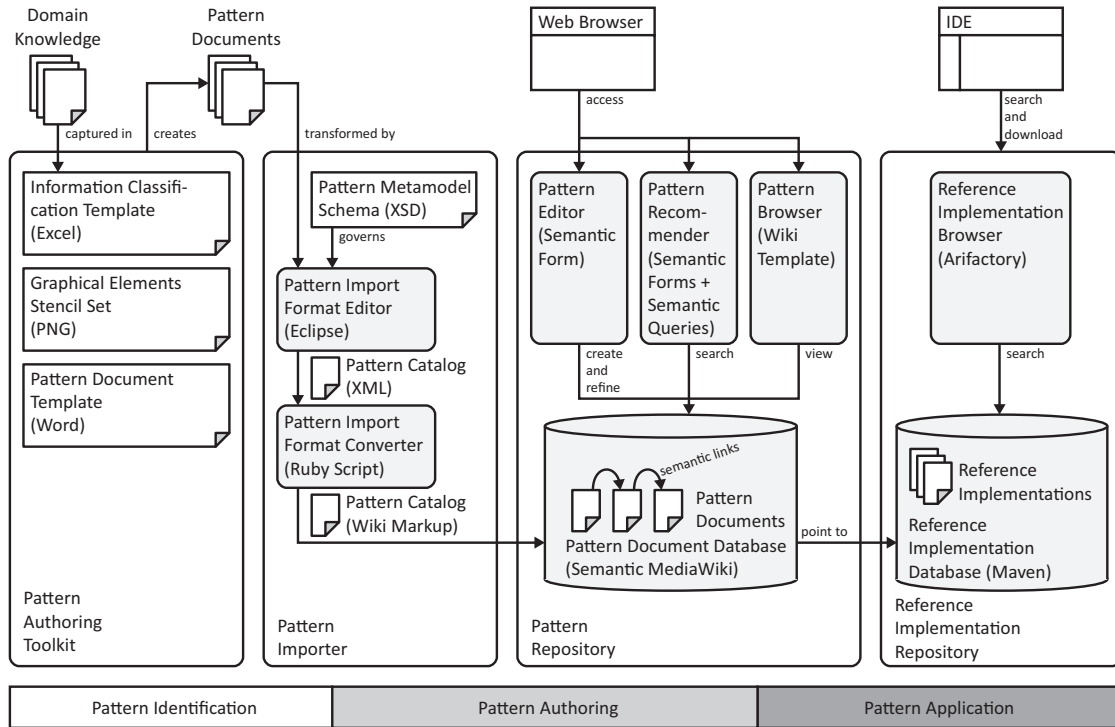 Domain
Knowledge
Pattern
Documents
Web Browser
IDE
captured in
creates
transformed by
access
search
and
download
Information Classifi-
cation Template
(Excel)
Graphical Elements
Stencil Set
(PNG)
Pattern Document
Template
(Word)
Pattern
Authoring
Toolkit
Pattern Metamodel
Schema (XSD)
governs
Pattern Import
Format Editor
(Eclipse)
Pattern Catalog
(XML)
Pattern Import
Format Converter
(Ruby Script)
Pattern Catalog
(Wiki Markup)
Pattern
Importer
Pattern
Editor
(Semantic
Form)
Pattern
Recom-
mender
(Semantic
Forms +
Semantic
Queries)
Pattern
Browser
(Wiki
Template)
create
and
refine
search
view
semantic links
Pattern
Documents
Pattern Document Database
(Semantic MediaWiki)
point to
Pattern
Repository
Reference
Implementation
Browser
(Arifactory)
search
Reference
Implementations
Reference
Implementation
Database (Maven)
Reference
Implementation
Repository
Pattern Identification
Pattern Authoring
Pattern Application